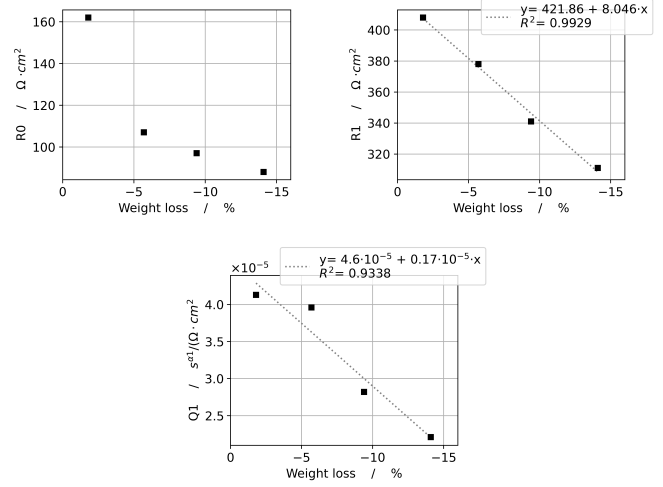 160
140
120
100
R0 / Ω ·cm²
0 −5 −10 −15
Weight loss / %
y= 421.86 + 8.046·x
R²= 0.9929
400
380
360
340
320
R1 / Ω ·cm²
0 −5 −10 −15
Weight loss / %
×10⁻⁵
y= 4.6·10⁻⁵ + 0.17·10⁻⁵·x
R²= 0.9338
4.0
3.5
3.0
2.5
Q1 / s^α1/(Ω · cm²
0 −5 −10 −15
Weight loss / %